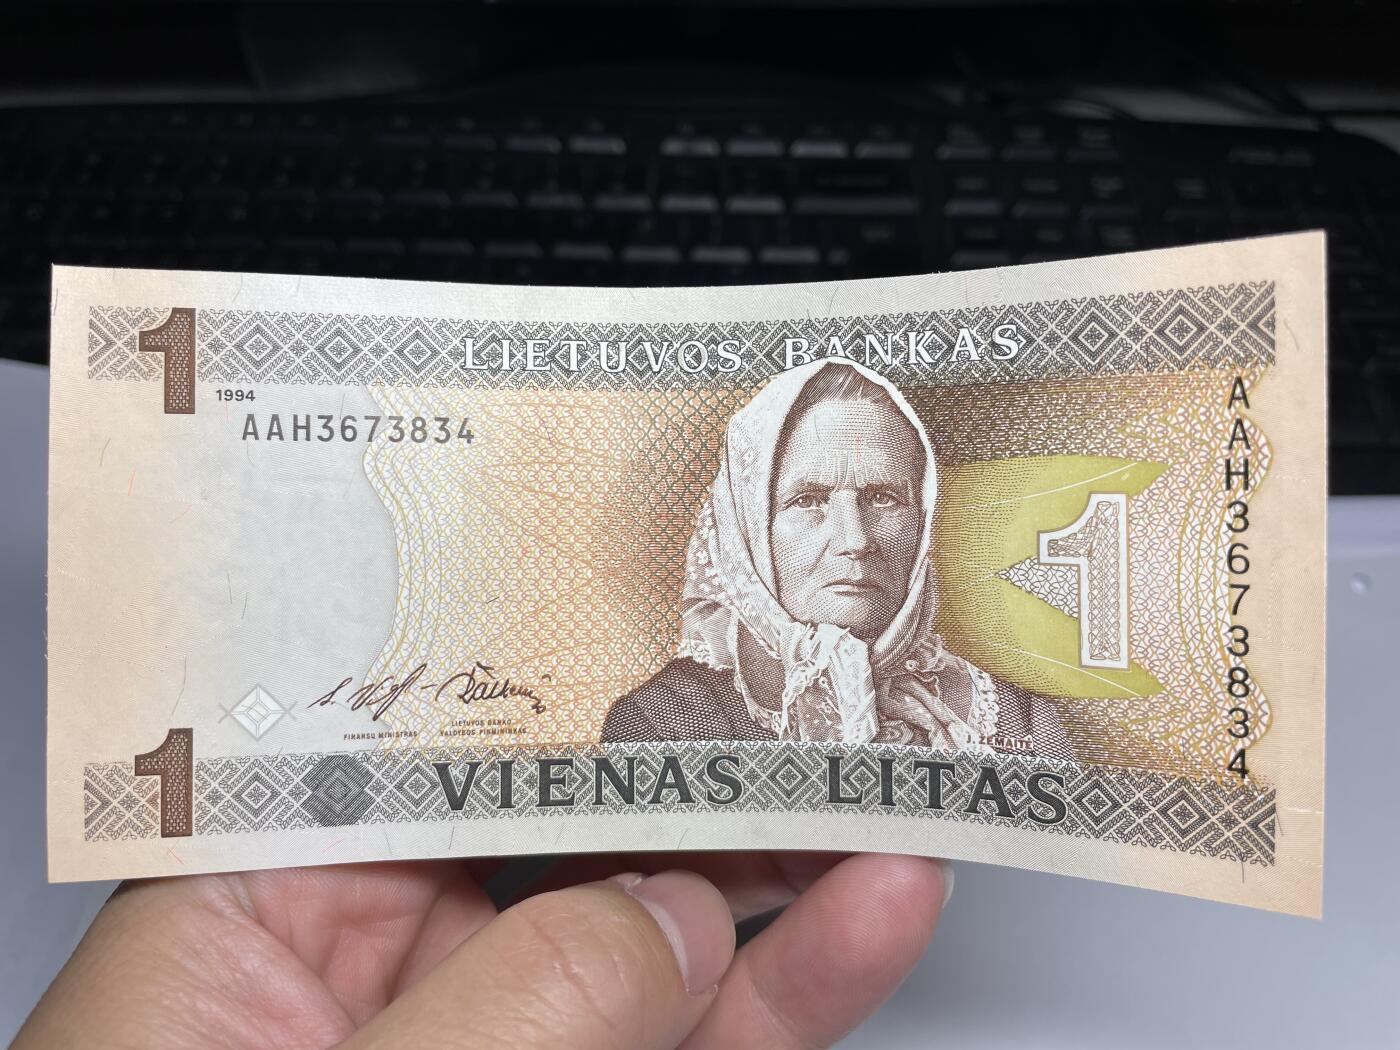 1
LIETUVOS BANKAS
1994
AAH3673834
AAH3673834
1
FINANSŲ MINISTRAS
LIETUVOS BANKO
VALDYBOS PIRMININKAS
J. ŽEMAITĖ
1
VIENAS LITAS